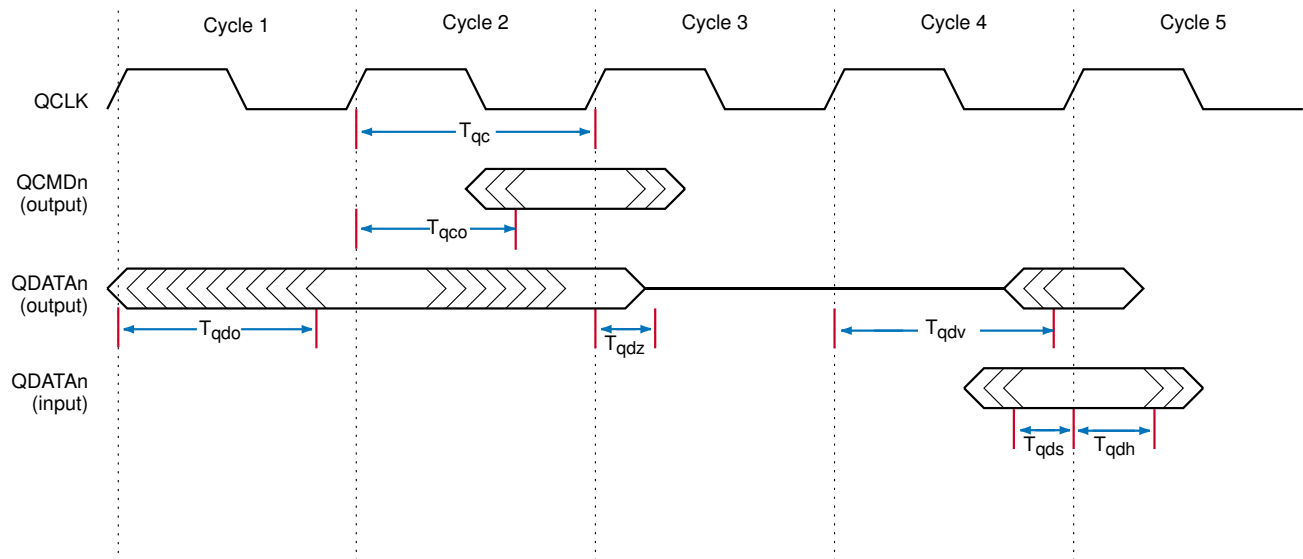 Cycle 1 Cycle 2 Cycle 3 Cycle 4 Cycle 5
QCLK
Tqc
QCMDn
(output)
Tqco
QDATAn
(output)
Tqdo Tqdz Tqdv
QDATAn
(input)
Tqds Tqdh